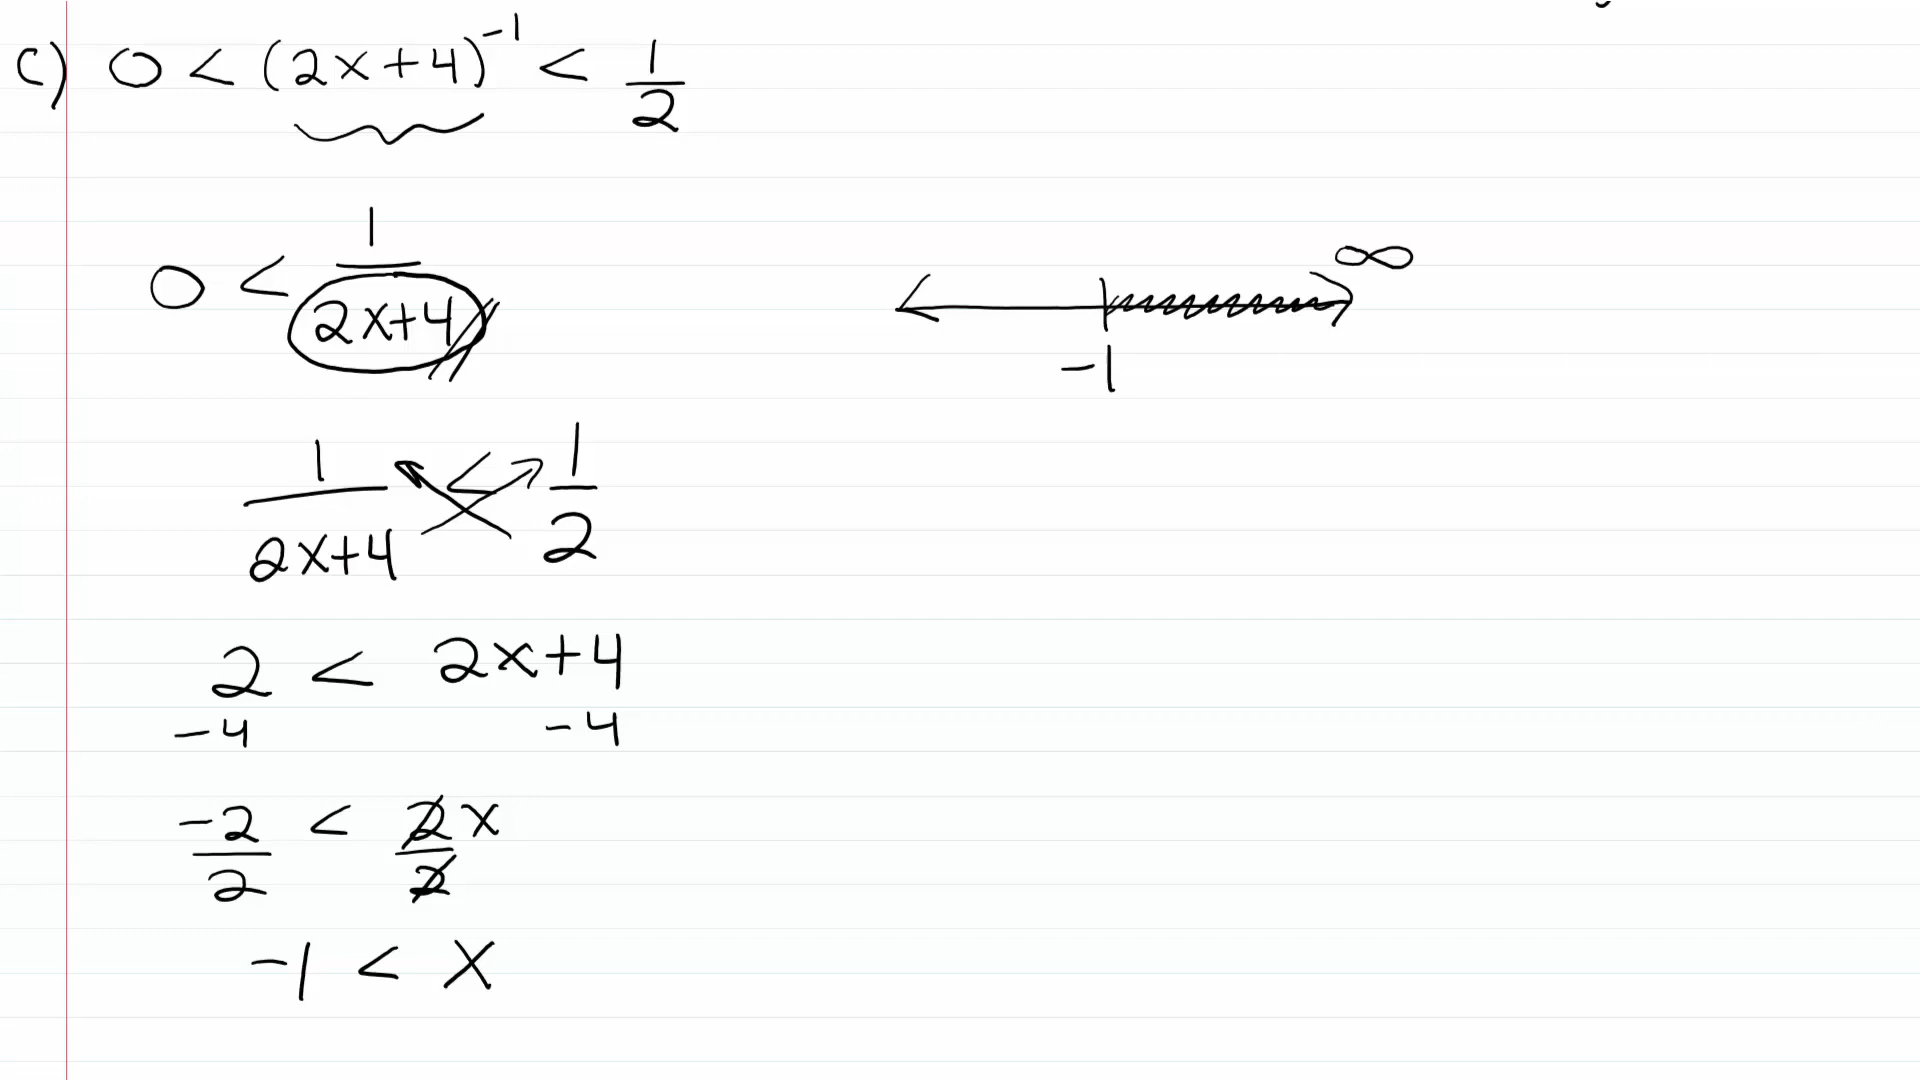 c) 0 < (2x+4)^-1 < 1/2
0 < 1/(2x+4)
∞
-1
1/(2x+4) < 1/2
2 < 2x+4
-4 -4
-2/2 < 2x/2
-1 < x